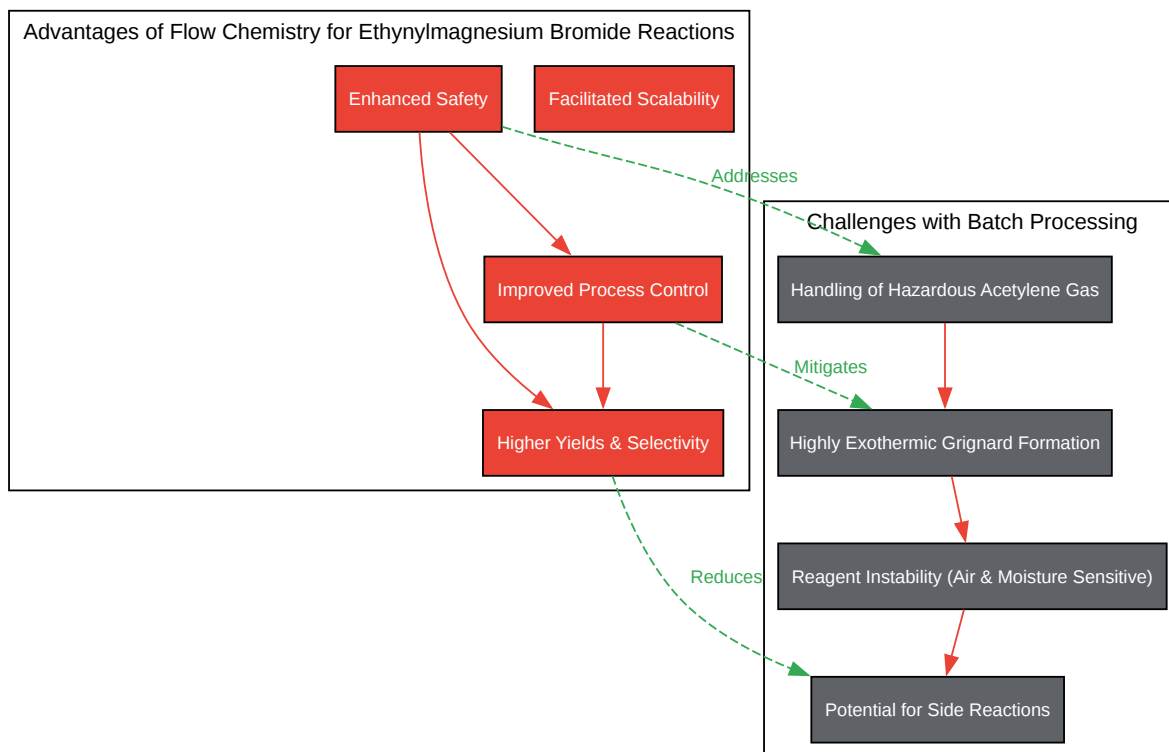 Advantages of Flow Chemistry for Ethynylmagnesium Bromide Reactions
Enhanced Safety
Facilitated Scalability
Addresses
Challenges with Batch Processing
Improved Process Control
Handling of Hazardous Acetylene Gas
Mitigates
Higher Yields & Selectivity
Highly Exothermic Grignard Formation
Reduces
Reagent Instability (Air & Moisture Sensitive)
Potential for Side Reactions